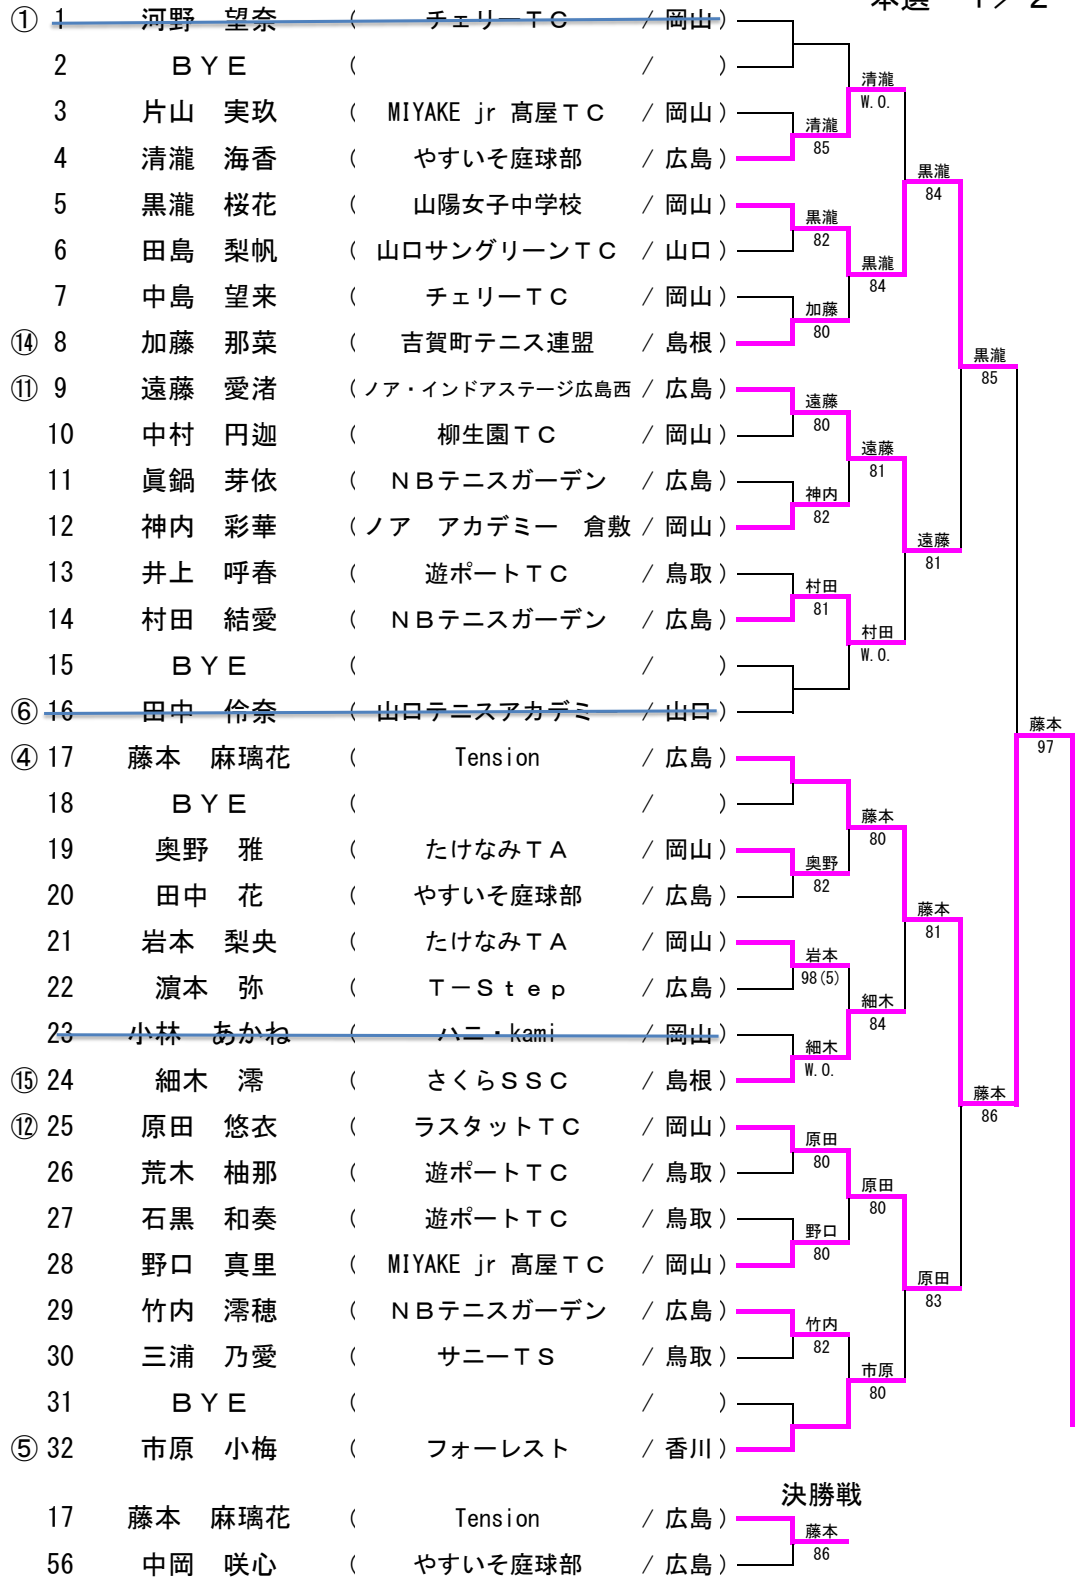 本選 1/2
① 1 河野 望奈 ( チェリーTC / 岡山 )
2 BYE ( / )
清瀧
W.O.
3 片山 実玖 ( MIYAKE jr 髙屋TC / 岡山 )
清瀧
85
4 清瀧 海香 ( やすいそ庭球部 / 広島 )
黒瀧
84
5 黒瀧 桜花 ( 山陽女子中学校 / 岡山 )
黒瀧
82
6 田島 梨帆 ( 山口サングリーンTC / 山口 )
黒瀧
84
7 中島 望来 ( チェリーTC / 岡山 )
加藤
80
⑭ 8 加藤 那菜 ( 吉賀町テニス連盟 / 島根 )
黒瀧
85
⑪ 9 遠藤 愛渚 ( ノア・インドアステージ広島西 / 広島 )
遠藤
80
10 中村 円迦 ( 柳生園TC / 岡山 )
遠藤
81
11 眞鍋 芽依 ( NBテニスガーデン / 広島 )
神内
82
12 神内 彩華 ( ノア アカデミー 倉敷 / 岡山 )
遠藤
81
13 井上 呼春 ( 遊ポートTC / 鳥取 )
村田
81
14 村田 結愛 ( NBテニスガーデン / 広島 )
村田
W.O.
15 BYE ( / )
⑥ 16 田中 伶奈 ( 山口テニスアカデミ / 山口 )
藤本
97
④ 17 藤本 麻璃花 ( Tension / 広島 )
18 BYE ( / )
藤本
80
19 奥野 雅 ( たけなみTA / 岡山 )
奥野
82
20 田中 花 ( やすいそ庭球部 / 広島 )
藤本
81
21 岩本 梨央 ( たけなみTA / 岡山 )
岩本
98(5)
22 濵本 弥 ( T-Step / 広島 )
細木
84
23 小林 あかね ( ハニ・kami / 岡山 )
細木
W.O.
⑮ 24 細木 澪 ( さくらSSC / 島根 )
藤本
86
⑫ 25 原田 悠衣 ( ラスタットTC / 岡山 )
原田
80
26 荒木 柚那 ( 遊ポートTC / 鳥取 )
原田
80
27 石黒 和奏 ( 遊ポートTC / 鳥取 )
野口
80
28 野口 真里 ( MIYAKE jr 髙屋TC / 岡山 )
原田
83
29 竹内 澪穂 ( NBテニスガーデン / 広島 )
竹内
82
30 三浦 乃愛 ( サニーTS / 鳥取 )
市原
80
31 BYE ( / )
⑤ 32 市原 小梅 ( フォーレスト / 香川 )
決勝戦
17 藤本 麻璃花 ( Tension / 広島 )
藤本
86
56 中岡 咲心 ( やすいそ庭球部 / 広島 )